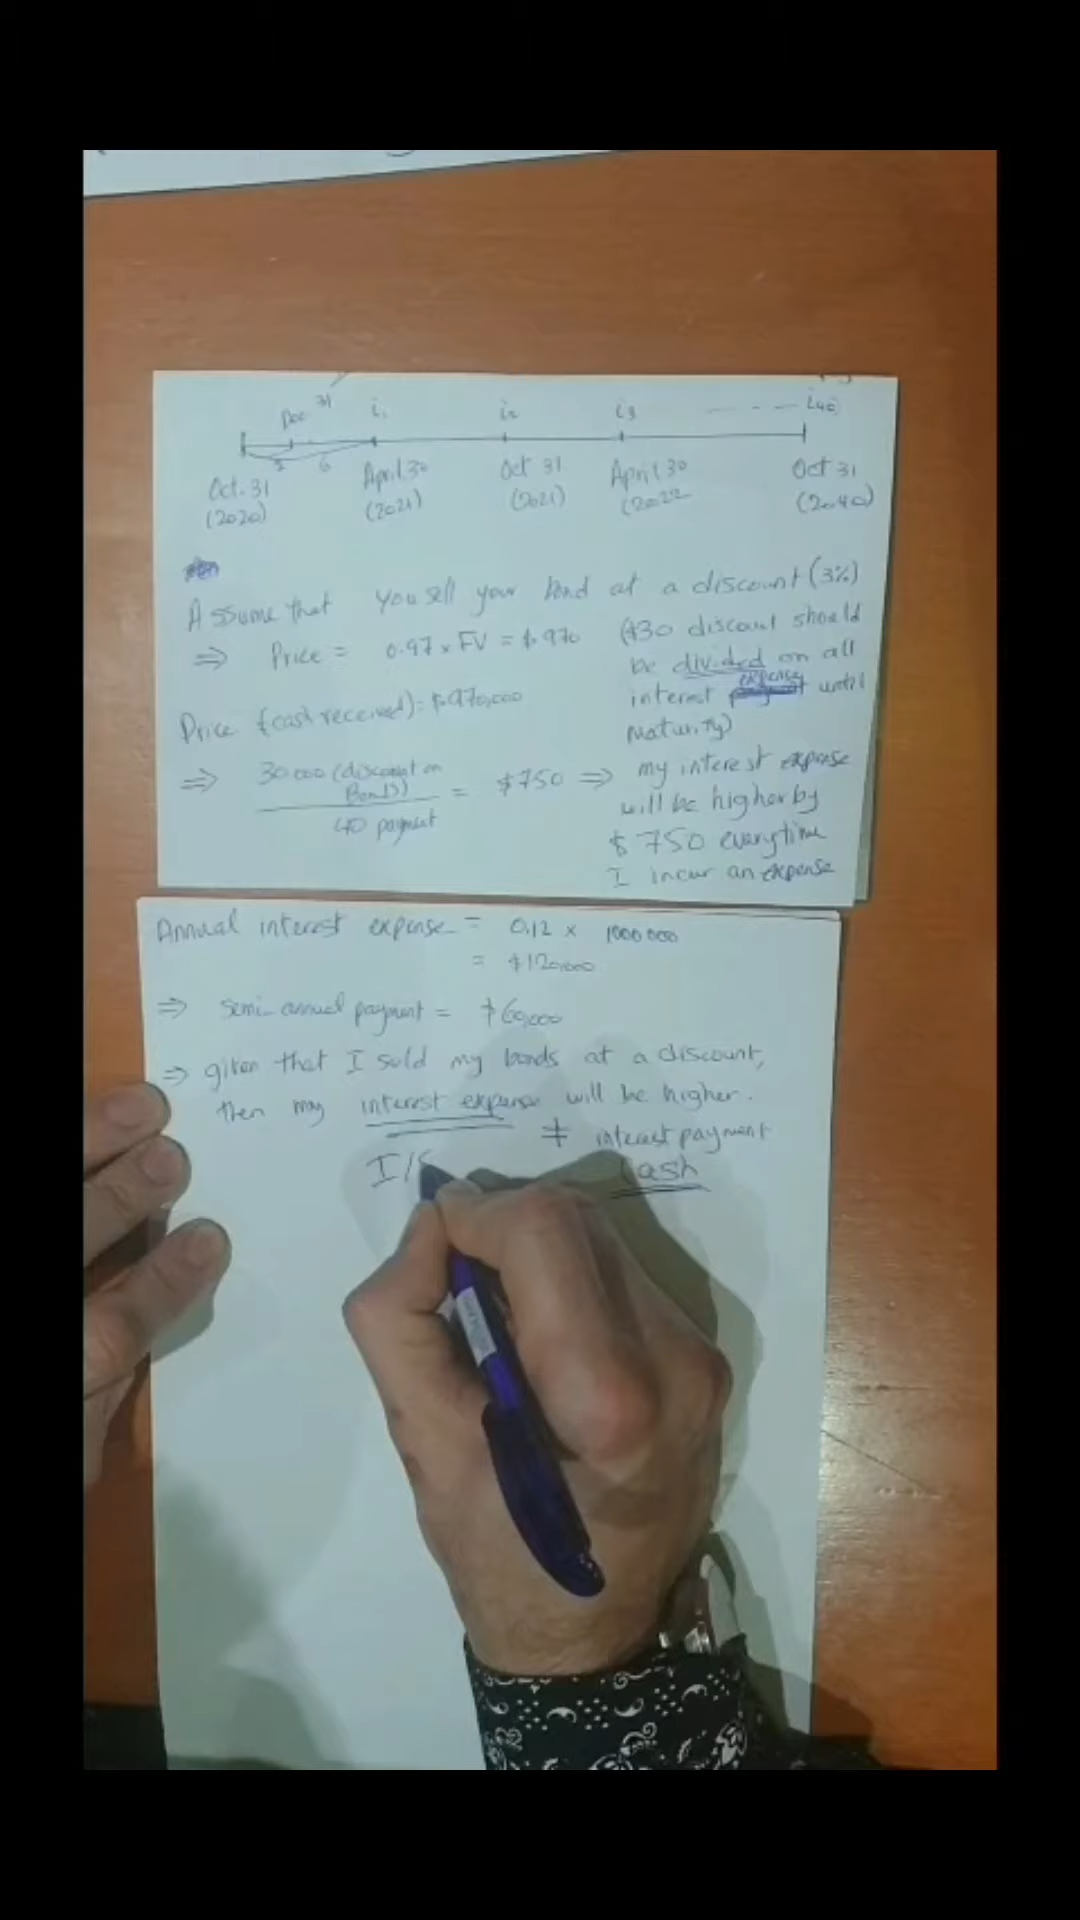 Dec 31 i1 i2 i3 - - - i40
2 6
Oct. 31 April 30 Oct 31 April 30 Oct 31
(2020) (2021) (2021) (2022 (2040)
Assume that you sell your bond at a discount (3%)
⇒ Price = 0.97 x FV = $970 ($30 discount should
be divided on all
interest expense until
maturity)
Price (cash received) = $970,000
⇒ 30 000 (discount on Bonds) / 40 payment = $750 ⇒ my interest expense
will be higher by
$750 everytime
I incur an expense
Annual interest expense = 0.12 x 1000 000
= $120,000
⇒ semi-annual payment = $60,000
⇒ given that I sold my bonds at a discount,
then my interest expense will be higher.
≠ interest payment
I/S Cash